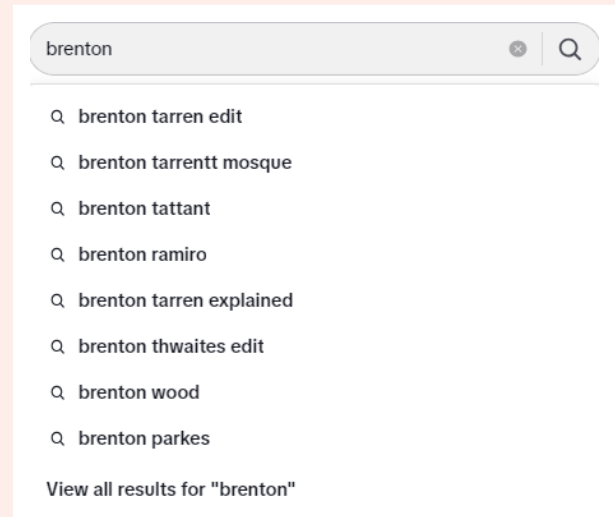 brenton
brenton tarren edit
brenton tarrentt mosque
brenton tattant
brenton ramiro
brenton tarren explained
brenton thwaites edit
brenton wood
brenton parkes
View all results for "brenton"